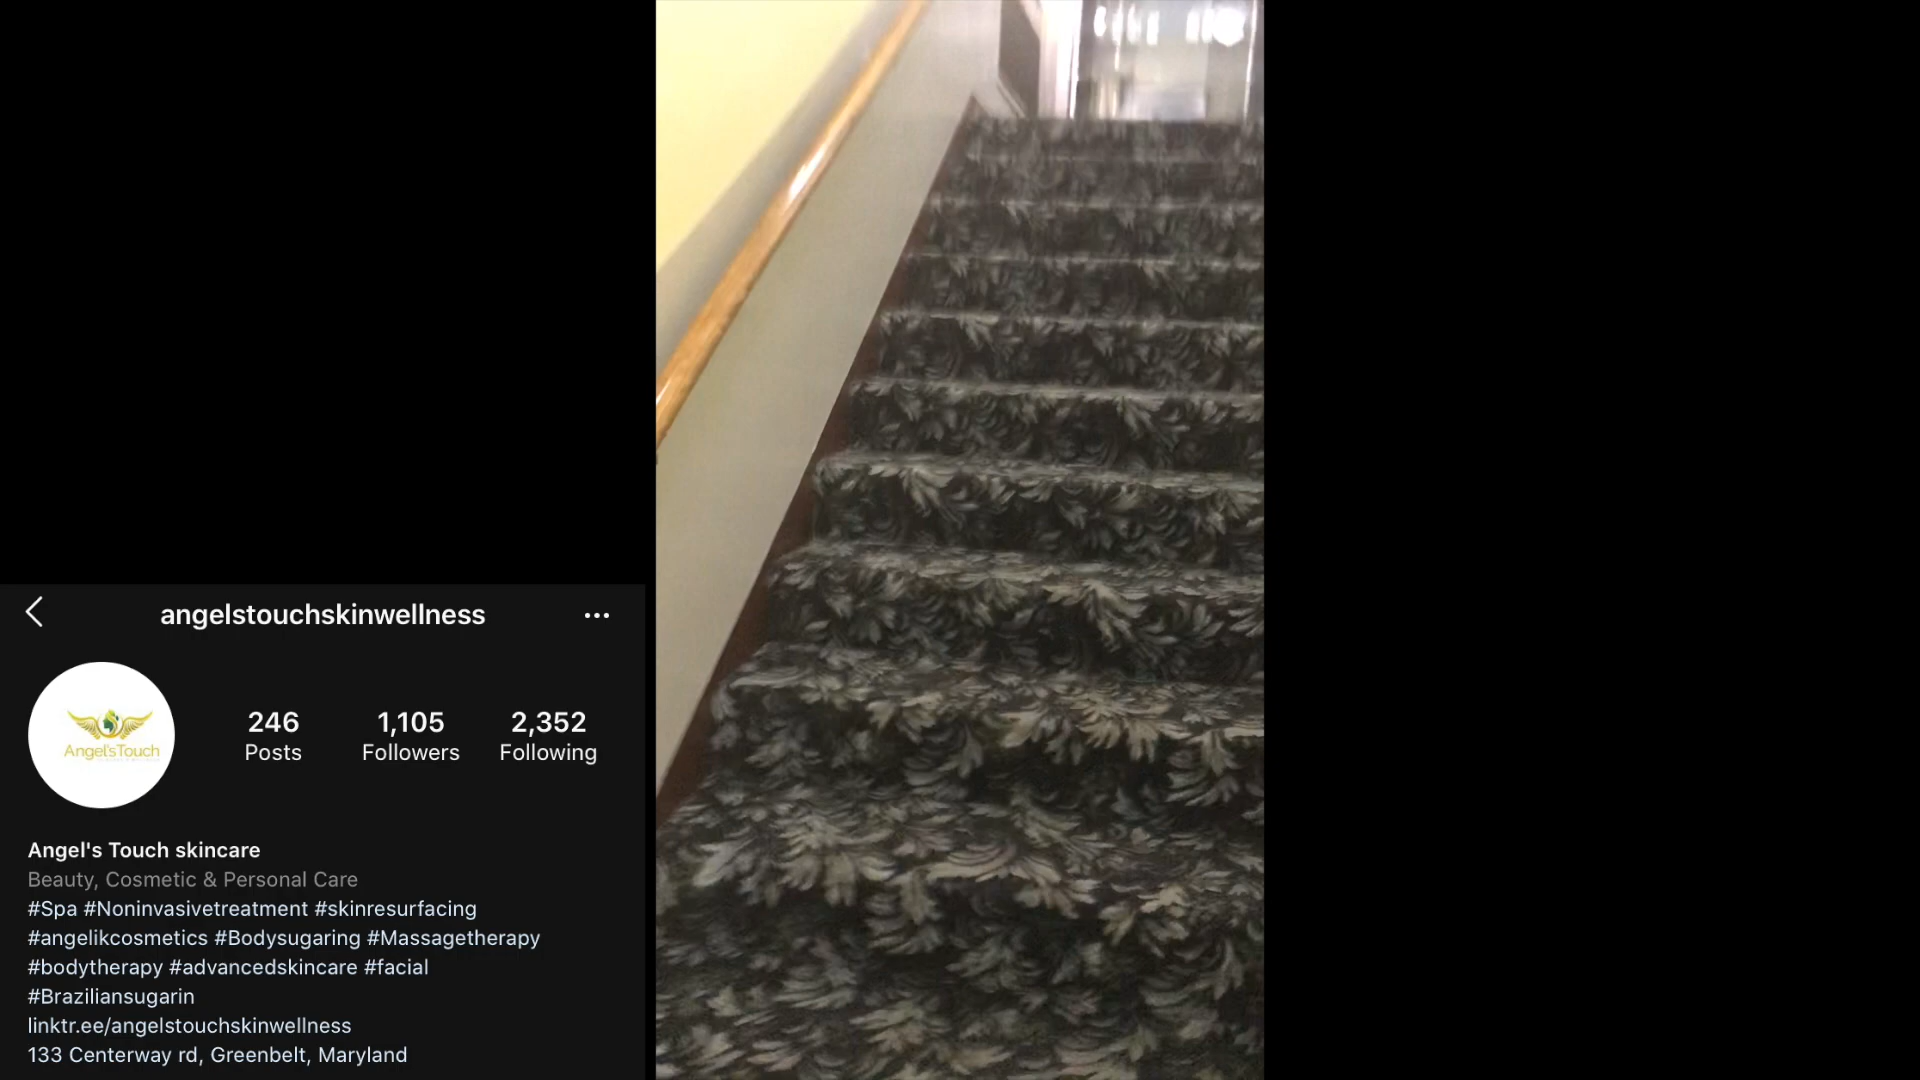 angelstouchskinwellness
246 1,105 2,352
Posts Followers Following
Angel'sTouch
Angel's Touch skincare
Beauty, Cosmetic & Personal Care
#Spa #Noninvasivetreatment #skinresurfacing
#angelikcosmetics #Bodysugaring #Massagetherapy
#bodytherapy #advancedskincare #facial
#Braziliansugarin
linktr.ee/angelstouchskinwellness
133 Centerway rd, Greenbelt, Maryland